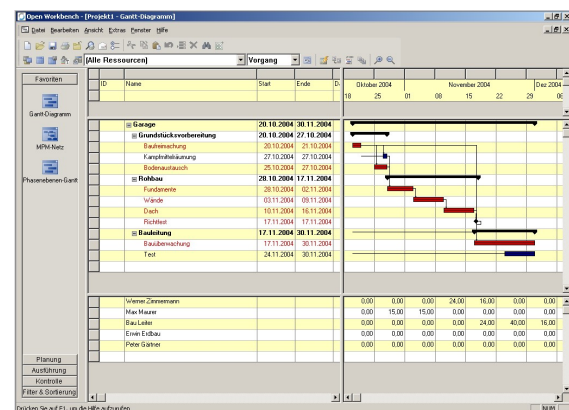 Open Workbench - [Projekt1 - Gantt-Diagramm]
Datei Bearbeiten Ansicht Extras Fenster Hilfe
[Alle Ressourcen] Vorgang
Favoriten
Gantt-Diagramm
MPM-Netz
Phasenebenen-Gantt
Planung
Ausführung
Kontrolle
Filter & Sortierung
ID Name Start Ende
Oktober 2004 November 2004 Dez 2004
18 25 01 08 15 22 29 06
Garage 20.10.2004 30.11.2004
Grundstücksvorbereitung 20.10.2004 27.10.2004
Baufreimachung 20.10.2004 21.10.2004
Kampfmittelräumung 27.10.2004 27.10.2004
Bodenaustausch 25.10.2004 27.10.2004
Rohbau 28.10.2004 17.11.2004
Fundamente 28.10.2004 02.11.2004
Wände 03.11.2004 09.11.2004
Dach 10.11.2004 16.11.2004
Richtfest 17.11.2004 17.11.2004
Bauleitung 17.11.2004 30.11.2004
Bauüberwachung 17.11.2004 30.11.2004
Test 24.11.2004 30.11.2004
Werner Zimmermann 0,00 0,00 0,00 24,00 16,00 0,00 0,00
Max Maurer 0,00 15,00 15,00 0,00 0,00 0,00 0,00
Bau Leiter 0,00 0,00 0,00 0,00 24,00 40,00 16,00
Erwin Erdbau 0,00 0,00 0,00 0,00 0,00 0,00 0,00
Peter Gärtner 0,00 0,00 0,00 0,00 0,00 0,00 0,00
Drücken Sie auf F1, um die Hilfe aufzurufen
NUM